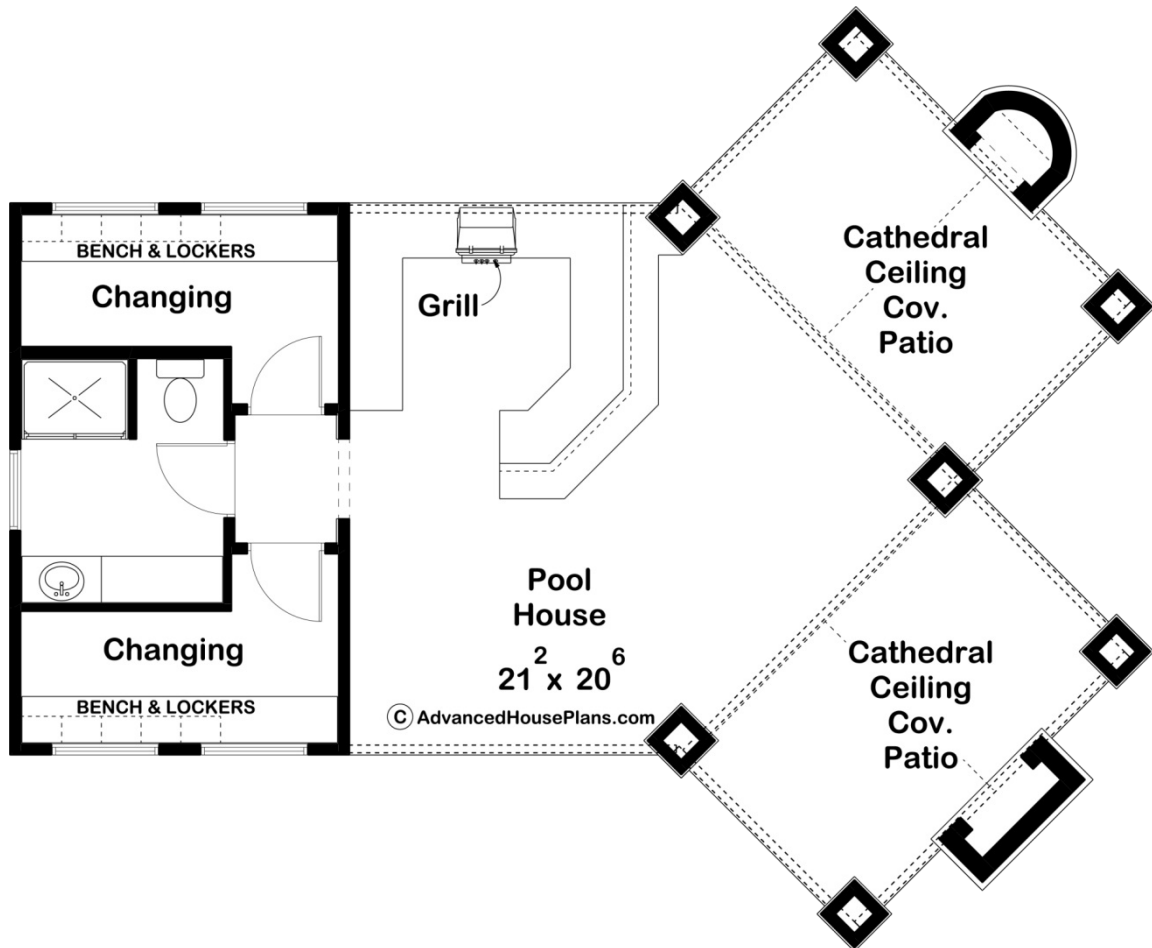 BENCH & LOCKERS
Changing
Grill
Cathedral
Ceiling
Cov.
Patio
Pool
House
21² x 20⁶
Changing
BENCH & LOCKERS
© AdvancedHousePlans.com
Cathedral
Ceiling
Cov.
Patio